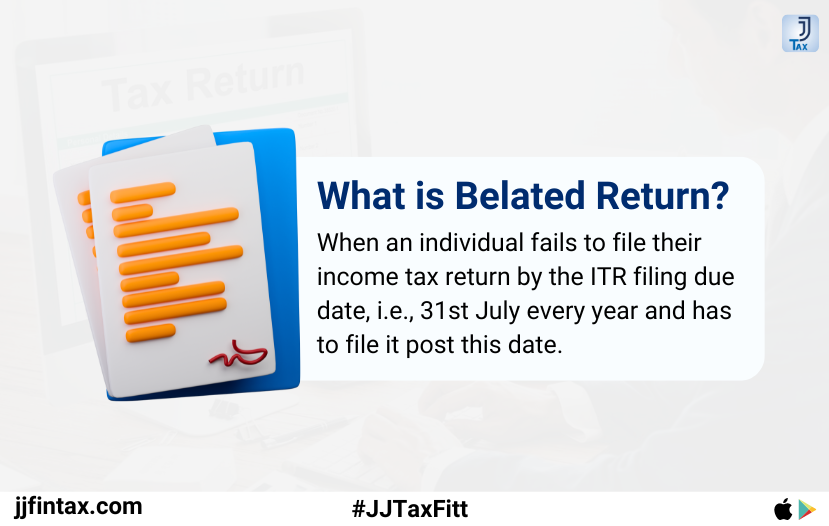 J
TAX
Tax Return
What is Belated Return?
When an individual fails to file their
income tax return by the ITR filing due
date, i.e., 31st July every year and has
to file it post this date.
jjfintax.com
#JJTaxFitt